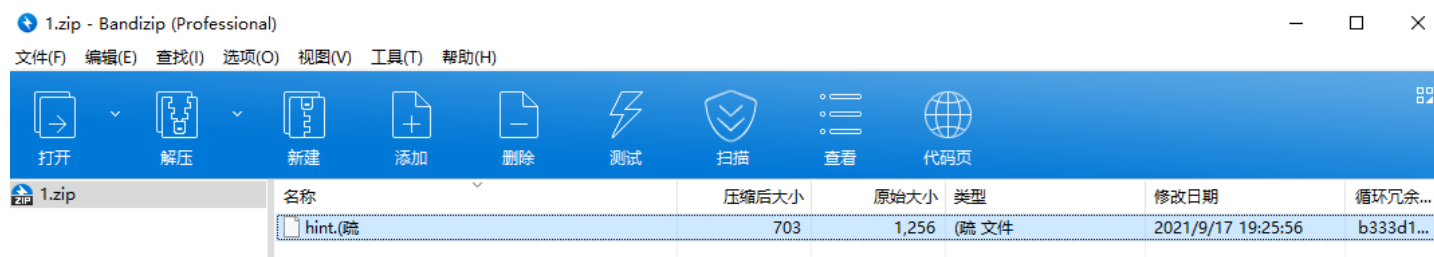 1.zip - Bandizip (Professional)
文件(F) 编辑(E) 查找(I) 选项(O) 视图(V) 工具(T) 帮助(H)
打开 解压 新建 添加 删除 测试 扫描 查看 代码页
1.zip 名称 压缩后大小 原始大小 类型 修改日期 循环冗余...
hint.(疏 703 1,256 (疏 文件 2021/9/17 19:25:56 b333d1...